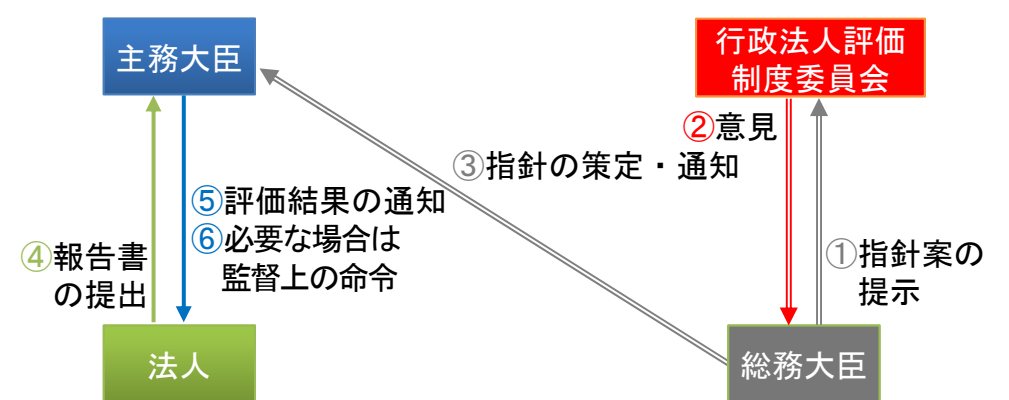 主務大臣
行政法人評価
制度委員会
②意見
③指針の策定・通知
⑤評価結果の通知
⑥必要な場合は
監督上の命令
④報告書
の提出
①指針案の
提示
法人
総務大臣